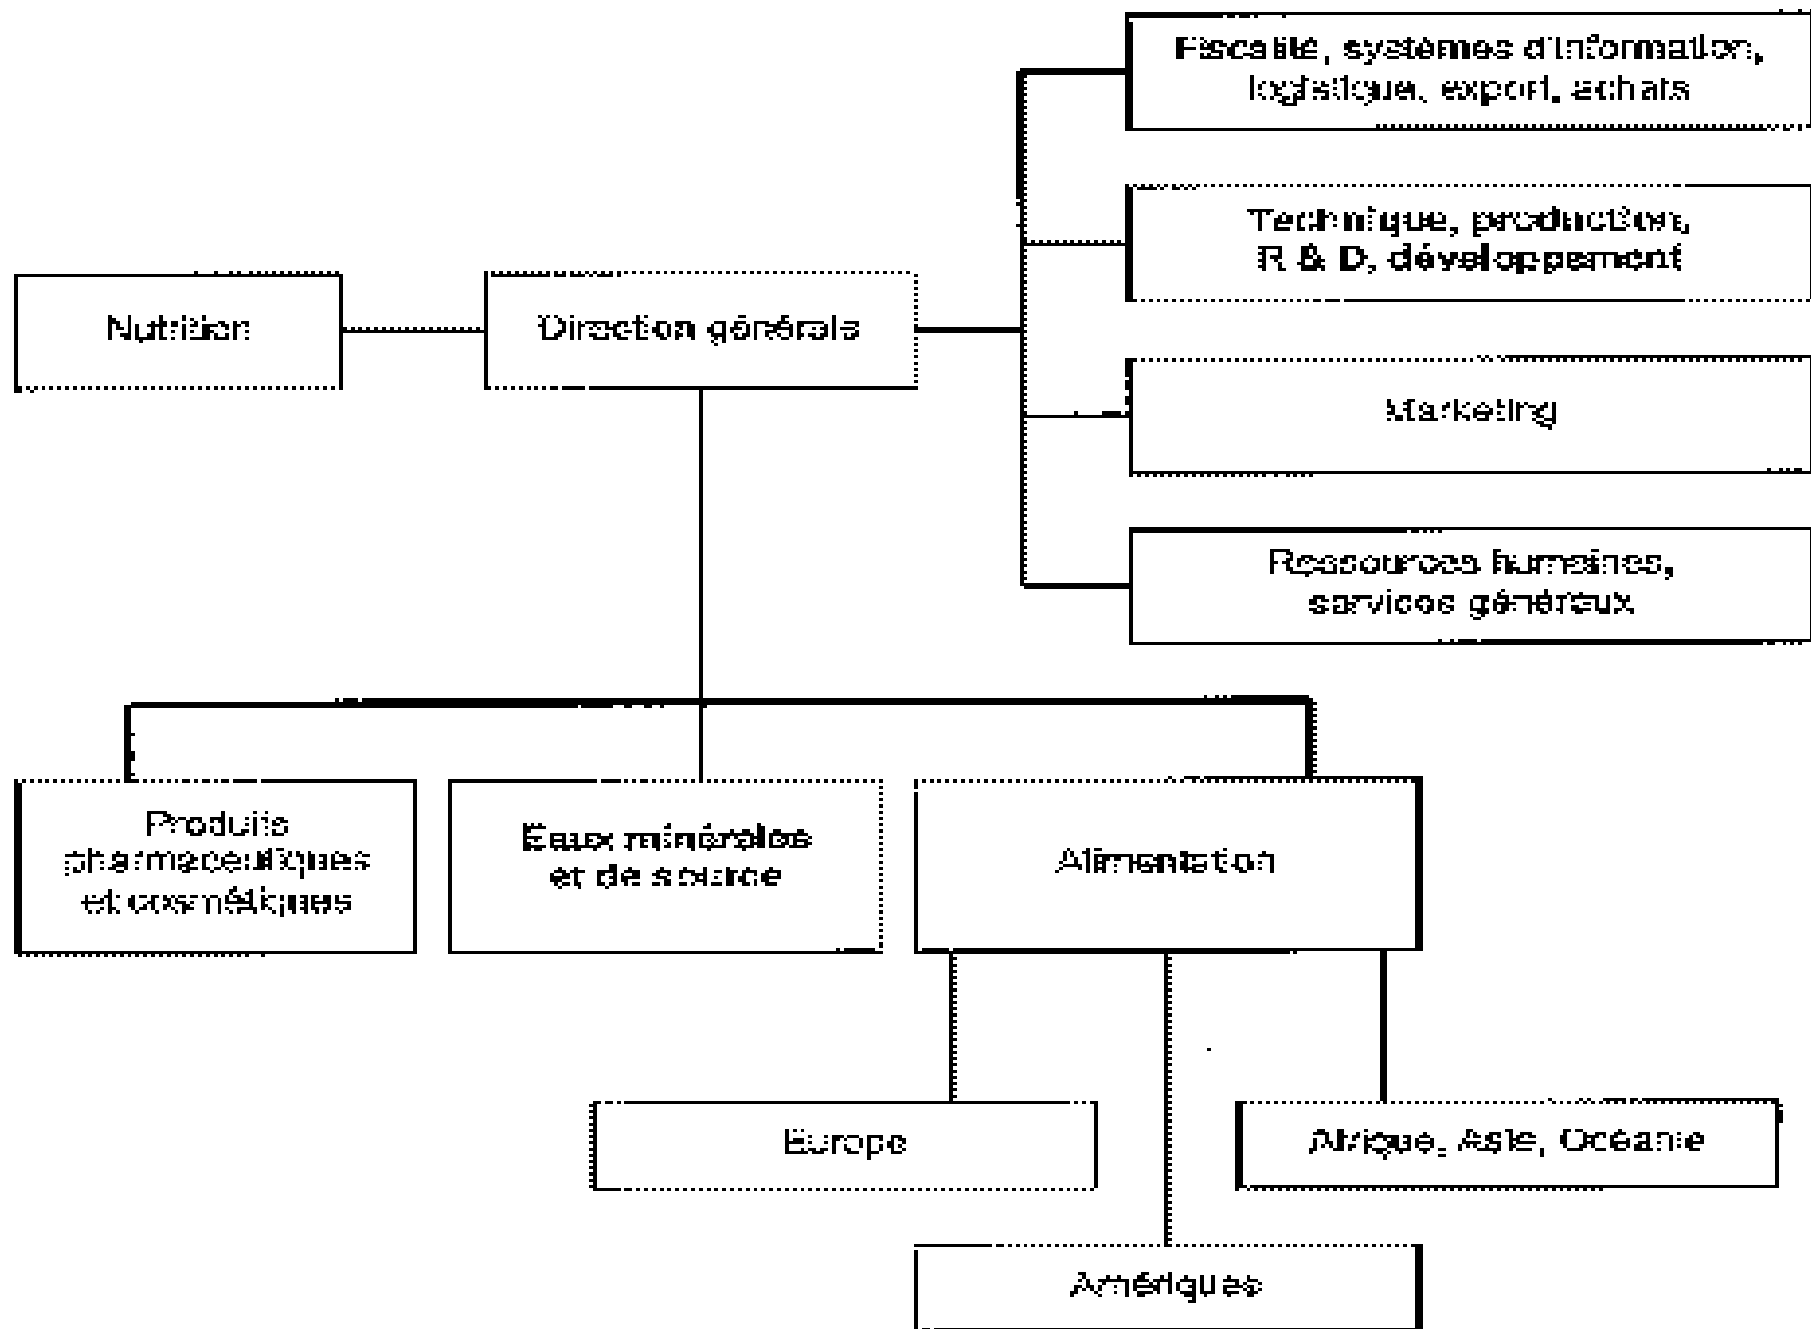 Fiscalité, systèmes d'information,
logistique, export, achats
Technique, production,
R & D, développement
Nutrition
Direction générale
Marketing
Ressources humaines,
services généraux
Produits
pharmaceutiques
et cosmétiques
Eaux minérales
et de source
Alimentation
Europe
Afrique, Asie, Océanie
Amériques